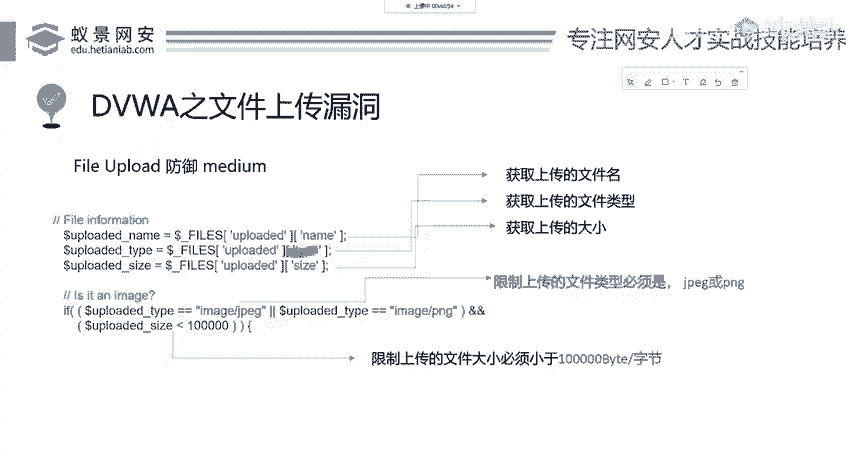 上课中 00:46:54
蚁景网安
edu.hetianlab.com
专注网安人才实战技能培养
DVWA之文件上传漏洞
File Upload 防御 medium
获取上传的文件名
获取上传的文件类型
获取上传的大小
// File information
$uploaded_name = $_FILES[ 'uploaded' ][ 'name' ];
$uploaded_type = $_FILES[ 'uploaded' ][ ' ];
$uploaded_size = $_FILES[ 'uploaded' ][ 'size' ];
限制上传的文件类型必须是， jpeg或png
// Is it an image?
if( ( $uploaded_type == "image/jpeg" || $uploaded_type == "image/png" ) &&
( $uploaded_size < 100000 ) ) {
限制上传的文件大小必须小于100000Byte/字节